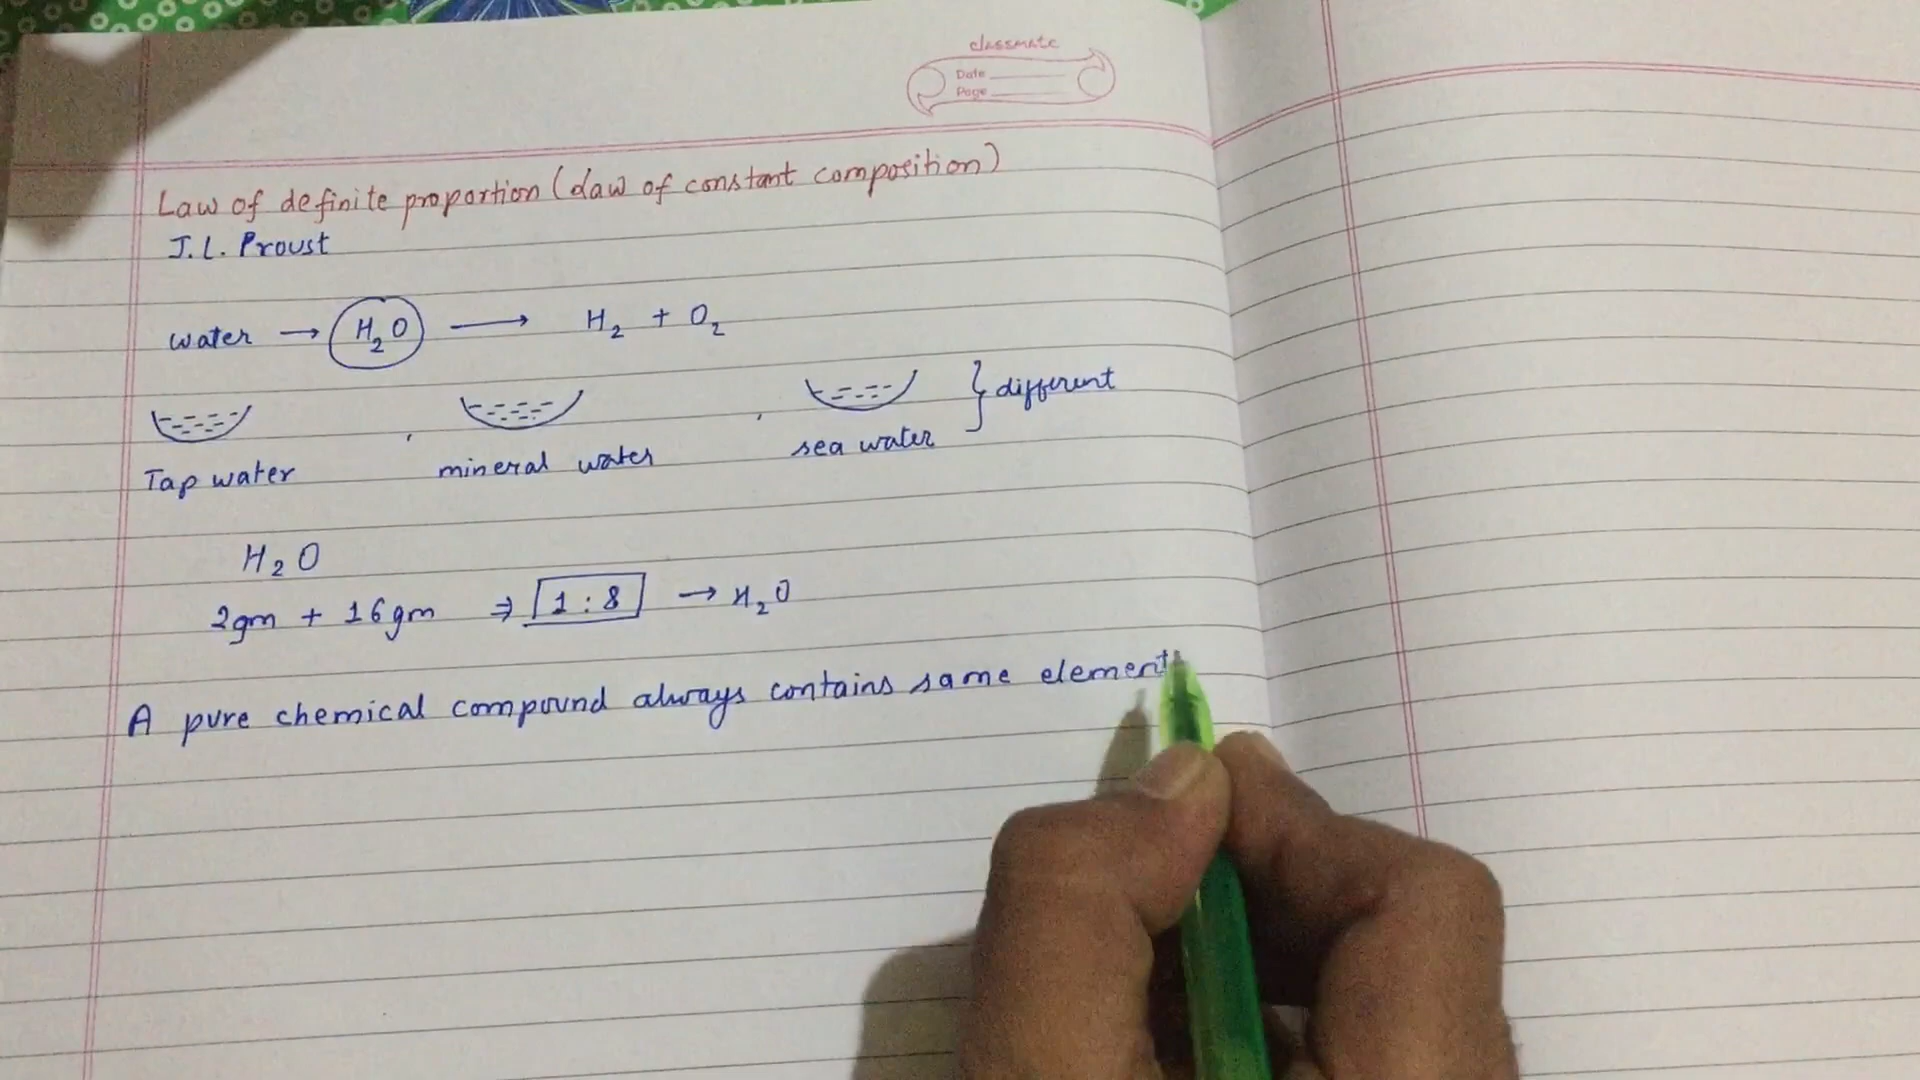 classmate
Date
Page
Law of definite proportion (Law of constant composition)
J.L. Proust
water → H₂O → H₂ + O₂
} different
Tap water , mineral water , sea water
H₂O
2gm + 16gm ⇒ 1 : 8 → H₂O
A pure chemical compound always contains same element